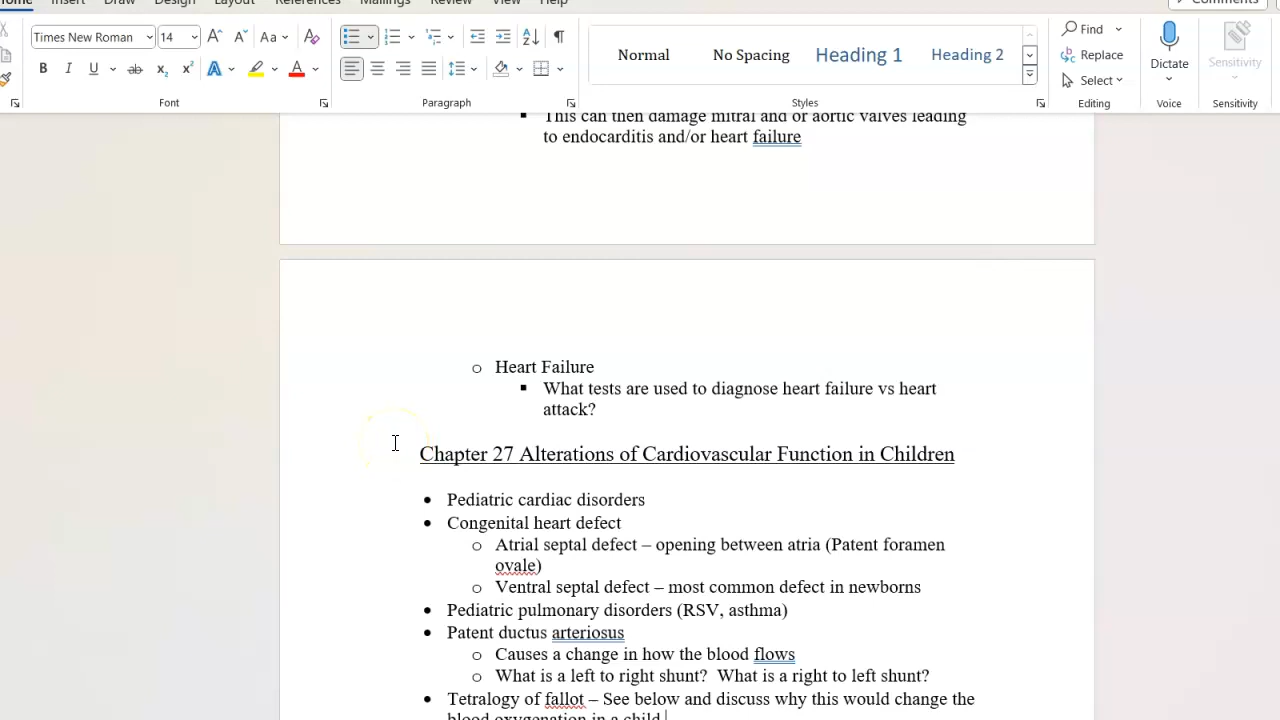 Home Insert Draw Design Layout References Mailings Review View Help Comments
Times New Roman 14 Aa Normal No Spacing Heading 1 Heading 2 Find Replace Select Dictate Sensitivity
Font Paragraph Styles Editing Voice Sensitivity
This can then damage mitral and or aortic valves leading
to endocarditis and/or heart failure
Heart Failure
What tests are used to diagnose heart failure vs heart
attack?
Chapter 27 Alterations of Cardiovascular Function in Children
Pediatric cardiac disorders
Congenital heart defect
Atrial septal defect – opening between atria (Patent foramen
ovale)
Ventral septal defect – most common defect in newborns
Pediatric pulmonary disorders (RSV, asthma)
Patent ductus arteriosus
Causes a change in how the blood flows
What is a left to right shunt? What is a right to left shunt?
Tetralogy of fallot – See below and discuss why this would change the
blood oxygenation in a child